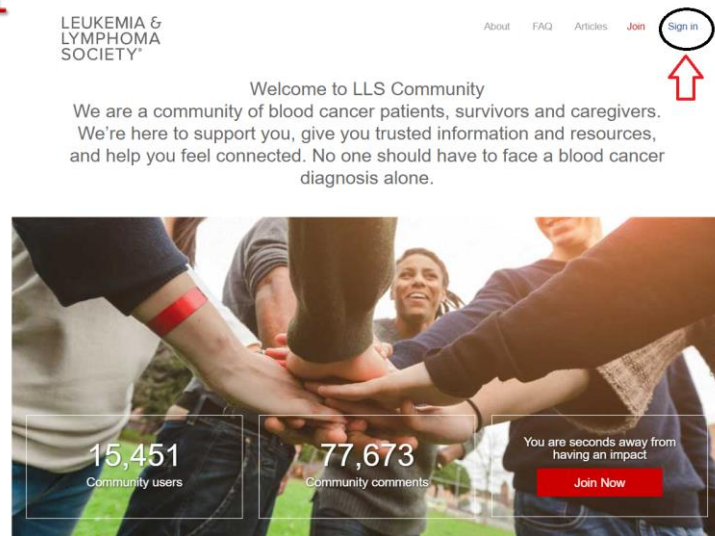 LEUKEMIA &
LYMPHOMA
SOCIETY®
About FAQ Articles Join Sign in
Welcome to LLS Community
We are a community of blood cancer patients, survivors and caregivers.
We're here to support you, give you trusted information and resources,
and help you feel connected. No one should have to face a blood cancer
diagnosis alone.
15,451
Community users
77,673
Community comments
You are seconds away from
having an impact
Join Now